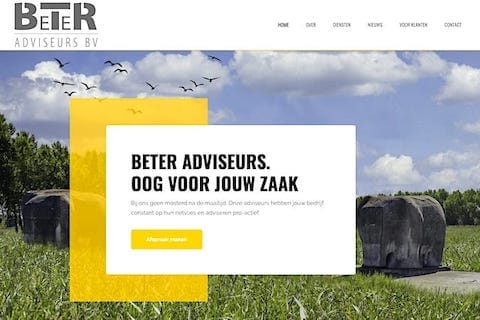 BETER
ADVISEURS BV
HOME OVER DIENSTEN NIEUWS VOOR KLANTEN CONTACT
BETER ADVISEURS.
OOG VOOR JOUW ZAAK
Bij ons geen mosterd na de maaltijd. Onze adviseurs hebben jouw bedrijf
constant op hun netvlies en adviseren pro-actief.
Afspraak maken